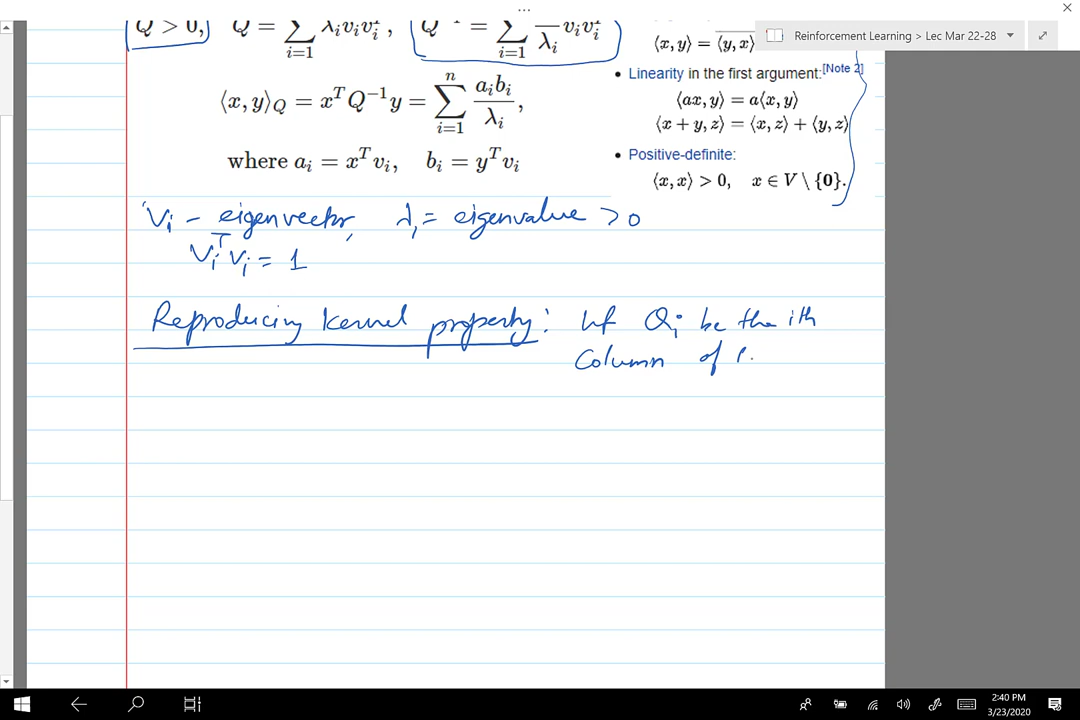 ...
Reinforcement Learning > Lec Mar 22-28
Q > 0, Q = ∑_{i=1} λ_i v_i v_i^T , Q^{-1} = ∑_{i=1} 1/λ_i v_i v_i^T
⟨x, y⟩ = ⟨y, x⟩
• Linearity in the first argument:[Note 2]
⟨ax, y⟩ = a⟨x, y⟩
⟨x + y, z⟩ = ⟨x, z⟩ + ⟨y, z⟩
• Positive-definite:
⟨x, x⟩ > 0, x ∈ V \ {0}.
⟨x, y⟩_Q = x^T Q^{-1} y = ∑_{i=1}^{n} a_i b_i / λ_i ,
where a_i = x^T v_i, b_i = y^T v_i
v_i - eigenvector, λ_i = eigenvalue > 0
v_i^T v_i = 1
Reproducing Kernel property: Let Q_i be the ith
Column of
2:40 PM
3/23/2020